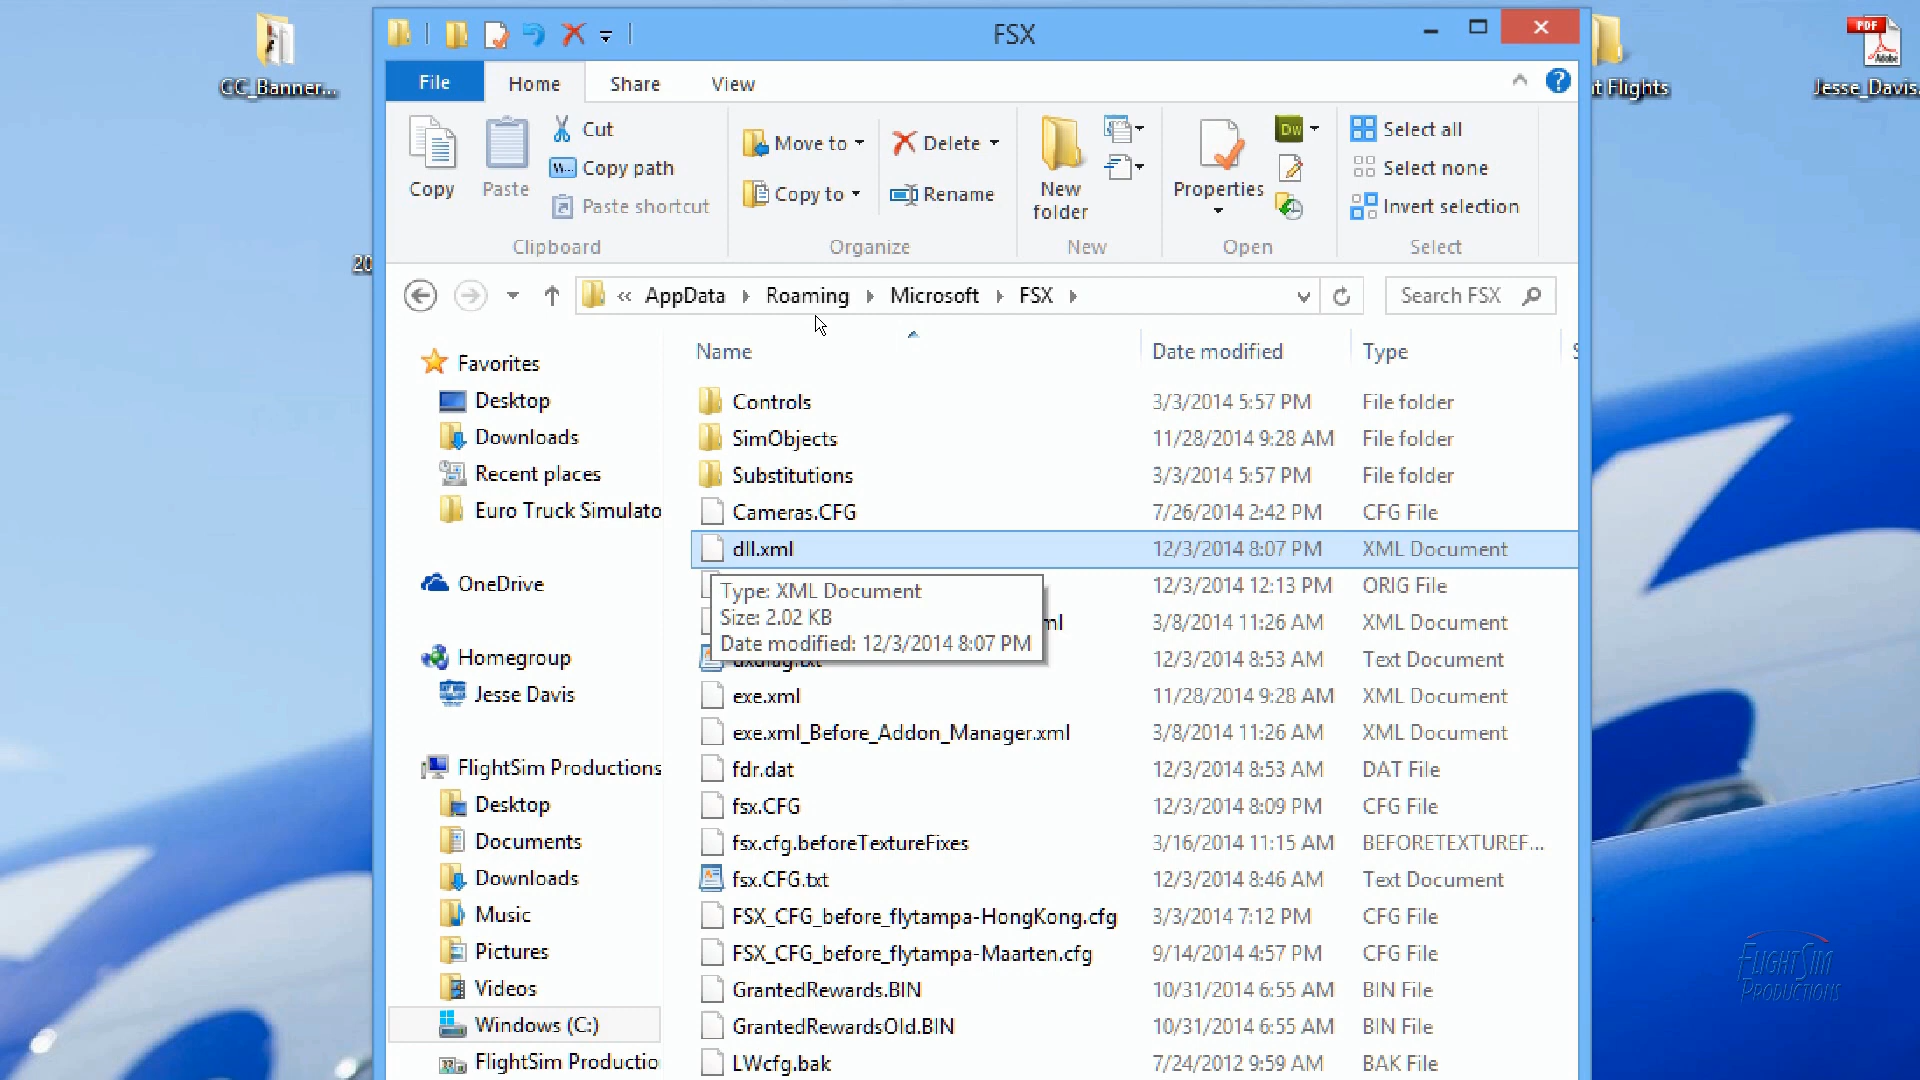 CC_Banner...
20
FSX
File
Home
Share
View
Copy
Paste
Cut
Copy path
Paste shortcut
Clipboard
Move to
Copy to
Delete
Rename
Organize
New
folder
New
Properties
Dw
Open
Select all
Select none
Invert selection
Select
« AppData Roaming Microsoft FSX
Search FSX
t Flights
PDF
Adobe
Jesse_Davis.
Favorites
Desktop
Downloads
Recent places
Euro Truck Simulato
OneDrive
Homegroup
Jesse Davis
FlightSim Productions
Desktop
Documents
Downloads
Music
Pictures
Videos
Windows (C:)
FlightSim Productio
Name Date modified Type S
Controls 3/3/2014 5:57 PM File folder
SimObjects 11/28/2014 9:28 AM File folder
Substitutions 3/3/2014 5:57 PM File folder
Cameras.CFG 7/26/2014 2:42 PM CFG File
dll.xml 12/3/2014 8:07 PM XML Document
12/3/2014 12:13 PM ORIG File
ml 3/8/2014 11:26 AM XML Document
dxdiag.txt 12/3/2014 8:53 AM Text Document
Type: XML Document
Size: 2.02 KB
Date modified: 12/3/2014 8:07 PM
exe.xml 11/28/2014 9:28 AM XML Document
exe.xml_Before_Addon_Manager.xml 3/8/2014 11:26 AM XML Document
fdr.dat 12/3/2014 8:53 AM DAT File
fsx.CFG 12/3/2014 8:09 PM CFG File
fsx.cfg.beforeTextureFixes 3/16/2014 11:15 AM BEFORETEXTUREF...
fsx.CFG.txt 12/3/2014 8:46 AM Text Document
FSX_CFG_before_flytampa-HongKong.cfg 3/3/2014 7:12 PM CFG File
FSX_CFG_before_flytampa-Maarten.cfg 9/14/2014 4:57 PM CFG File
GrantedRewards.BIN 10/31/2014 6:55 AM BIN File
GrantedRewardsOld.BIN 10/31/2014 6:55 AM BIN File
LWcfg.bak 7/24/2012 9:59 AM BAK File
FLIGHTSIM
PRODUCTIONS